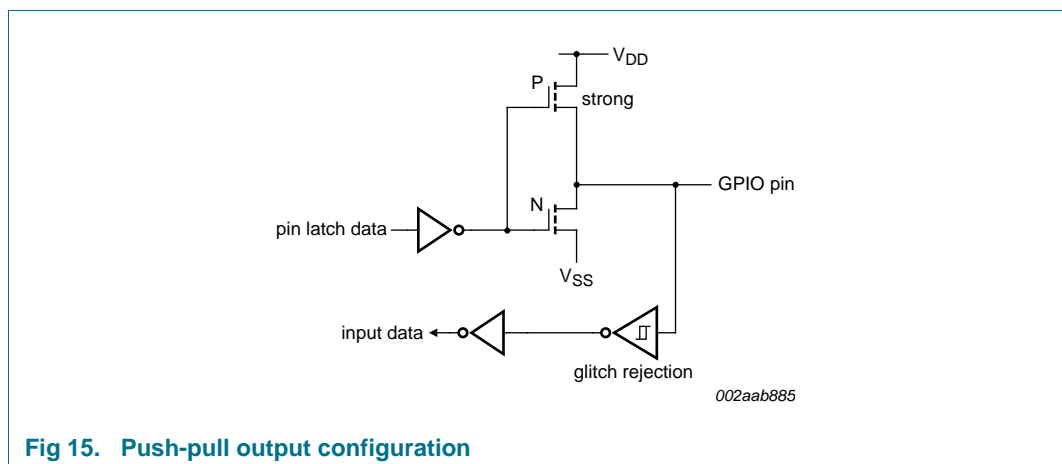 VDD
P
strong
GPIO pin
N
pin latch data
VSS
input data
glitch rejection
002aab885
Fig 15. Push-pull output configuration